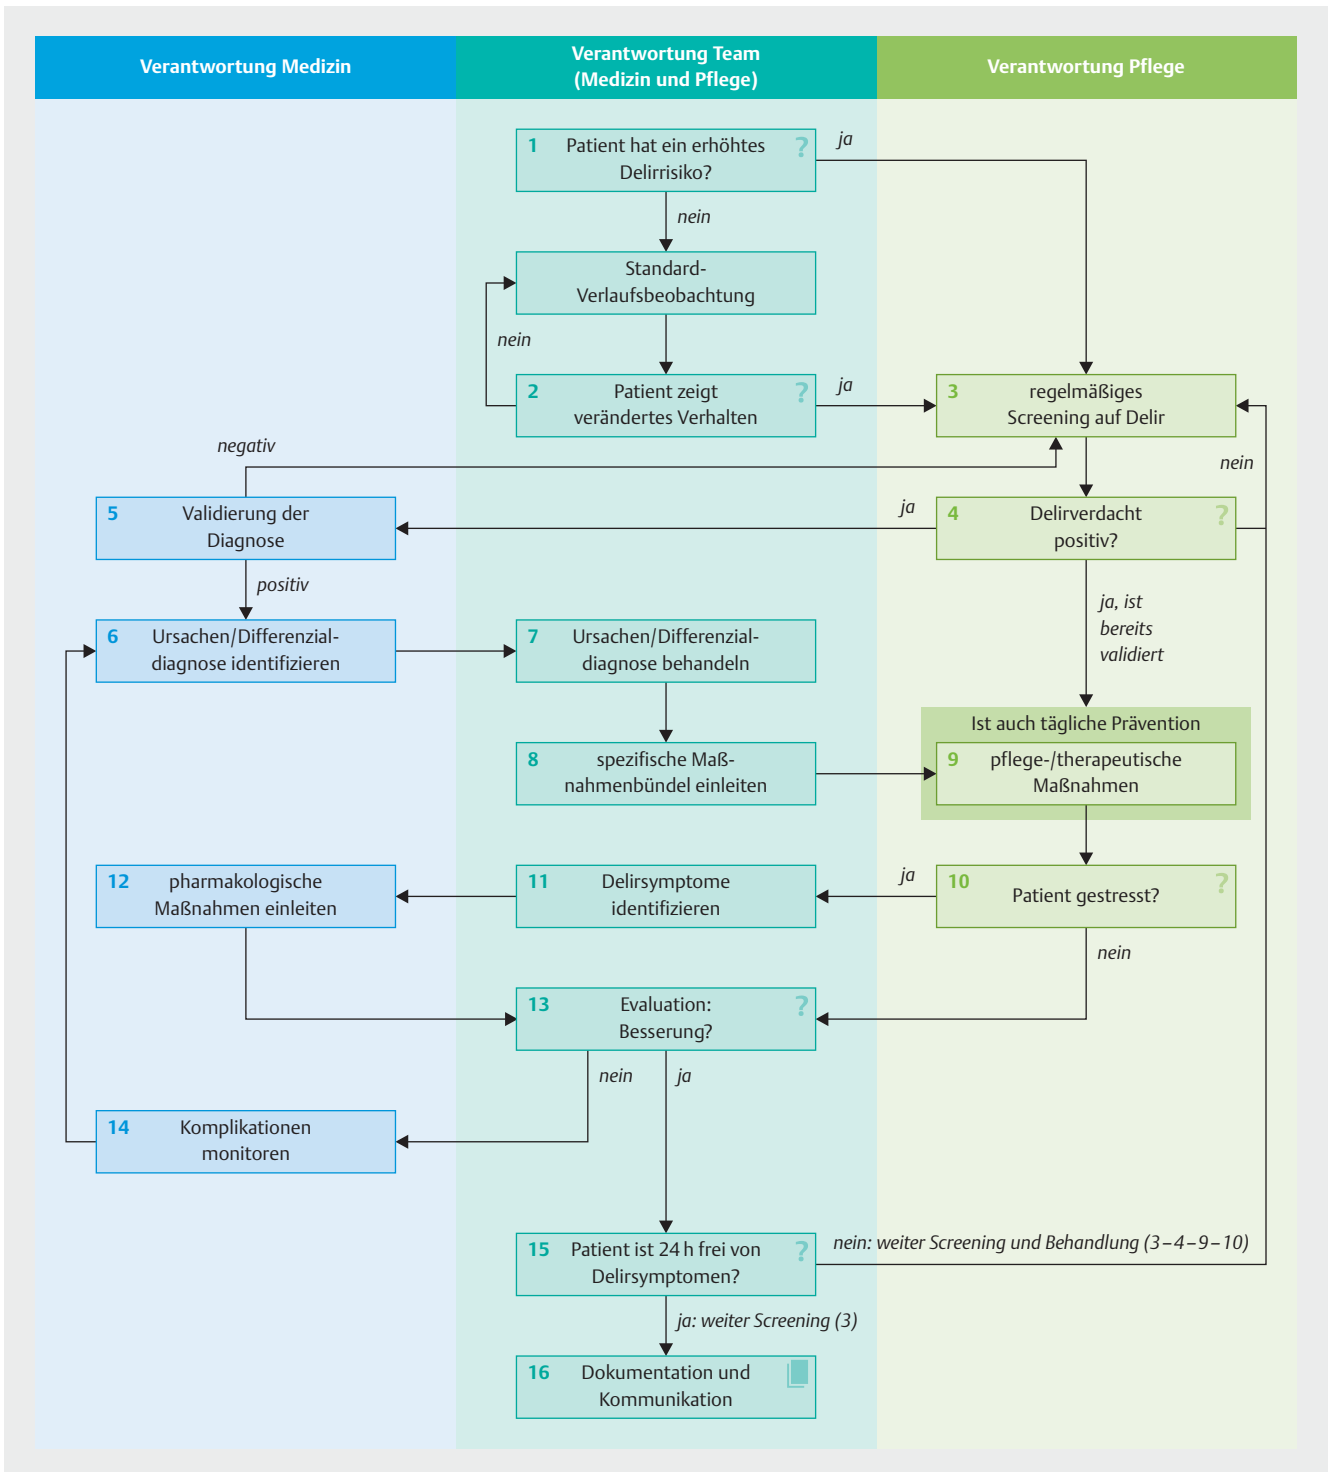 Verantwortung Medizin
Verantwortung Team
(Medizin und Pflege)
Verantwortung Pflege
1 Patient hat ein erhöhtes ?
Delirrisiko?
ja
nein
Standard-
Verlaufsbeobachtung
nein
2 Patient zeigt ?
verändertes Verhalten
ja
3 regelmäßiges
Screening auf Delir
negativ
nein
5 Validierung der
Diagnose
ja
4 Delirverdacht ?
positiv?
positiv
ja, ist
bereits
validiert
6 Ursachen/Differenzial-
diagnose identifizieren
7 Ursachen/Differenzial-
diagnose behandeln
Ist auch tägliche Prävention
8 spezifische Maß-
nahmenbündel einleiten
9 pflege-/therapeutische
Maßnahmen
12 pharmakologische
Maßnahmen einleiten
11 Delirsymptome
identifizieren
ja
10 Patient gestresst? ?
nein
13 Evaluation: ?
Besserung?
nein
ja
14 Komplikationen
monitoren
15 Patient ist 24 h frei von ?
Delirsymptomen?
nein: weiter Screening und Behandlung (3–4–9–10)
ja: weiter Screening (3)
16 Dokumentation und
Kommunikation